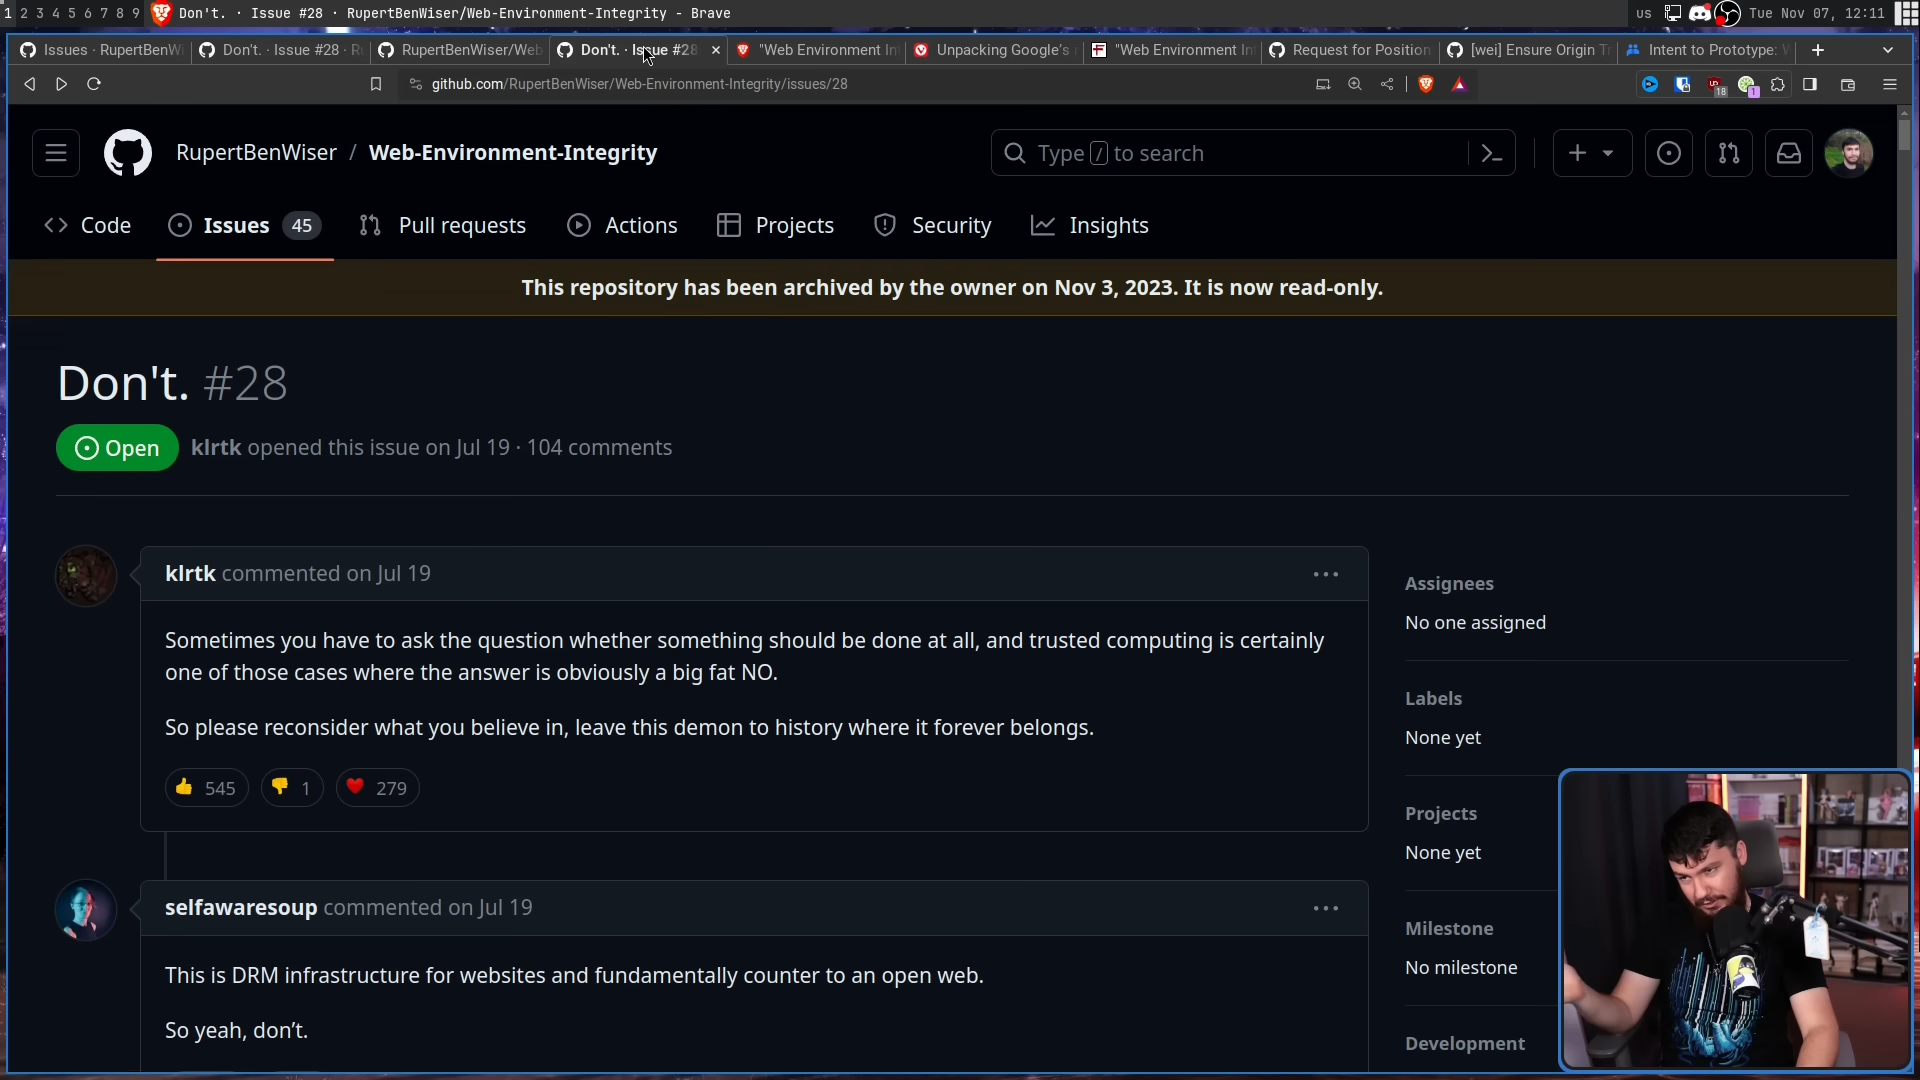 1 2 3 4 5 6 7 8 9 Don't. · Issue #28 · RupertBenWiser/Web-Environment-Integrity - Brave us Tue Nov 07, 12:11
Issues · RupertBenW Don't. · Issue #28 · R RupertBenWiser/Web Don't. · Issue #28 "Web Environment In Unpacking Google's "Web Environment In Request for Position [wei] Ensure Origin T Intent to Prototype: W
github.com/RupertBenWiser/Web-Environment-Integrity/issues/28 18 1
RupertBenWiser / Web-Environment-Integrity Type / to search
Code Issues 45 Pull requests Actions Projects Security Insights
This repository has been archived by the owner on Nov 3, 2023. It is now read-only.
Don't. #28
Open klrtk opened this issue on Jul 19 · 104 comments
klrtk commented on Jul 19
Sometimes you have to ask the question whether something should be done at all, and trusted computing is certainly
one of those cases where the answer is obviously a big fat NO.
So please reconsider what you believe in, leave this demon to history where it forever belongs.
545 1 279
selfawaresoup commented on Jul 19
This is DRM infrastructure for websites and fundamentally counter to an open web.
So yeah, don't.
Assignees
No one assigned
Labels
None yet
Projects
None yet
Milestone
No milestone
Development